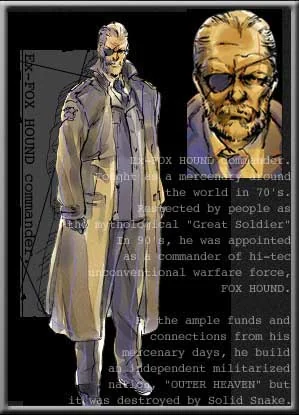 EX-FOX HOUND commander.
Ex-FOX HOUND Commander.
Fought as a mercenary around
the world in 70's.
Respected by people as
the mythological "Great Soldier"
In 90's, he was appointed
as a commander of hi-tec
unconventional warfare force,
FOX HOUND.
By the ample funds and
connections from his
mercenary days, he build
an independent militarized
nation, "OUTER HEAVEN" but
it was destroyed by Solid Snake.